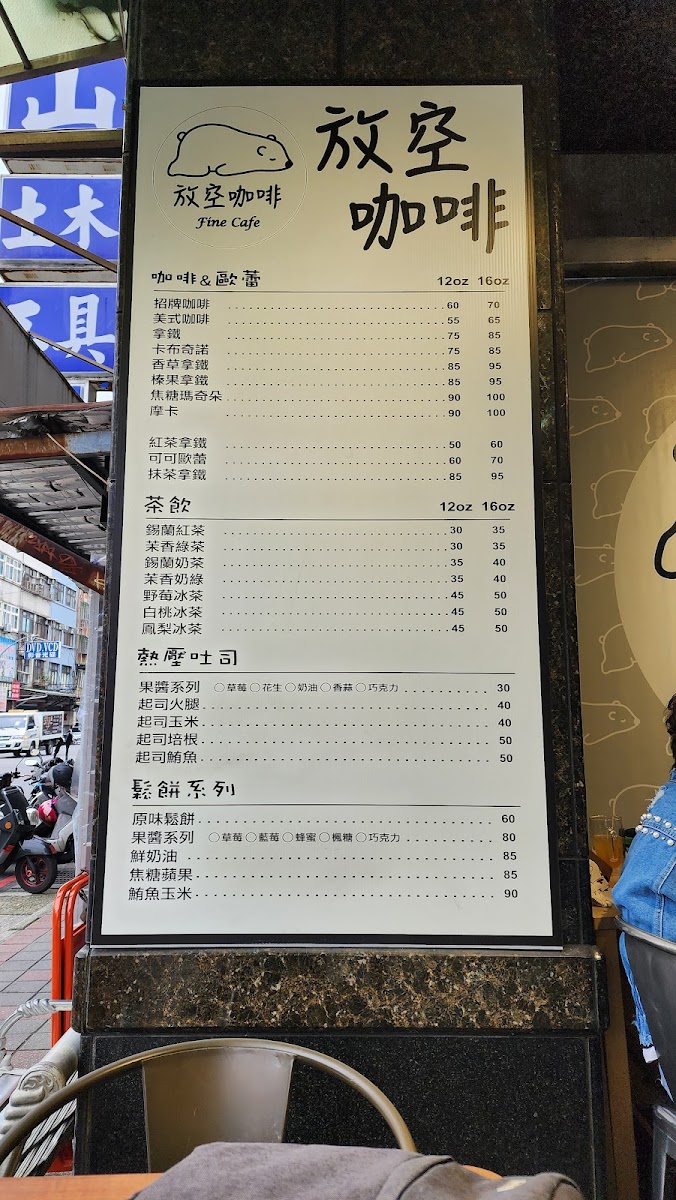 山
土木
工具
DVD.VCD
放空咖啡
Fine Cafe
放空
咖啡
咖啡&歐蕾 12oz 16oz
招牌咖啡 ........ 60 70
美式咖啡 ........ 55 65
拿鐵 ........ 75 85
卡布奇諾 ........ 75 85
香草拿鐵 ........ 85 95
榛果拿鐵 ........ 85 95
焦糖瑪奇朵 ........ 90 100
摩卡 ........ 90 100
紅茶拿鐵 ........ 50 60
可可歐蕾 ........ 60 70
抹茶拿鐵 ........ 85 95
茶飲 12oz 16oz
錫蘭紅茶 ........ 30 35
茉香綠茶 ........ 30 35
錫蘭奶茶 ........ 35 40
茉香奶綠 ........ 35 40
野莓冰茶 ........ 45 50
白桃冰茶 ........ 45 50
鳳梨冰茶 ........ 45 50
熱壓吐司
果醬系列 ○草莓○花生○奶油○香蒜○巧克力 ........ 30
起司火腿 ........ 40
起司玉米 ........ 40
起司培根 ........ 50
起司鮪魚 ........ 50
鬆餅系列
原味鬆餅 ........ 60
果醬系列 ○草莓○藍莓○蜂蜜○楓糖○巧克力 ........ 80
鮮奶油 ........ 85
焦糖蘋果 ........ 85
鮪魚玉米 ........ 90